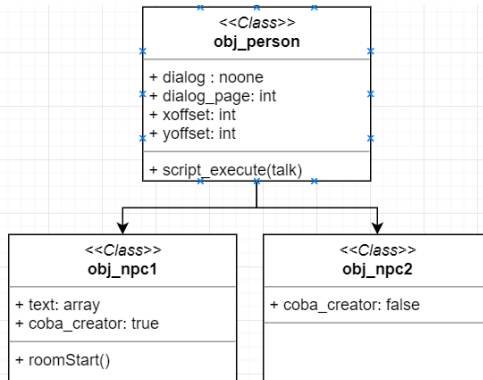 <<Class>>
obj_person
+ dialog : noone
+ dialog_page: int
+ xoffset: int
+ yoffset: int
+ script_execute(talk)
<<Class>>
obj_npc1
+ text: array
+ coba_creator: true
+ roomStart()
<<Class>>
obj_npc2
+ coba_creator: false